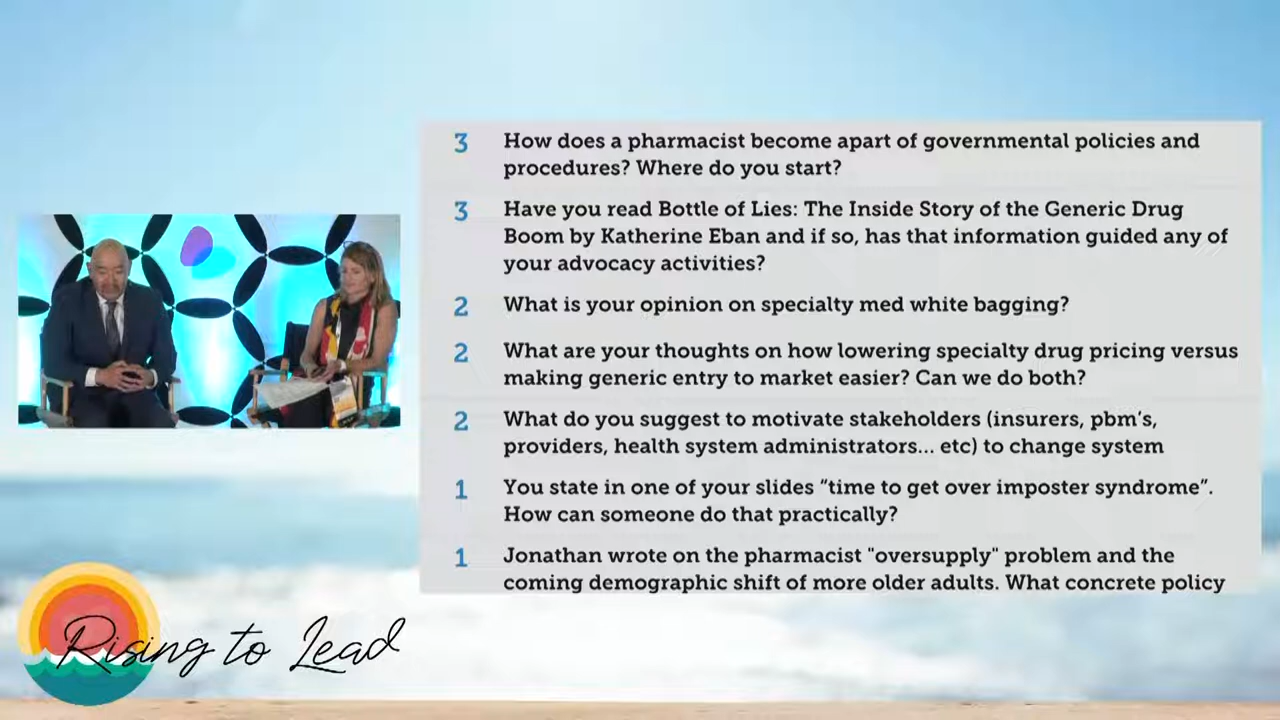 3 How does a pharmacist become apart of governmental policies and
procedures? Where do you start?
3 Have you read Bottle of Lies: The Inside Story of the Generic Drug
Boom by Katherine Eban and if so, has that information guided any of
your advocacy activities?
2 What is your opinion on specialty med white bagging?
2 What are your thoughts on how lowering specialty drug pricing versus
making generic entry to market easier? Can we do both?
2 What do you suggest to motivate stakeholders (insurers, pbm’s,
providers, health system administrators... etc) to change system
1 You state in one of your slides “time to get over imposter syndrome”.
How can someone do that practically?
1 Jonathan wrote on the pharmacist "oversupply" problem and the
coming demographic shift of more older adults. What concrete policy
Rising to Lead